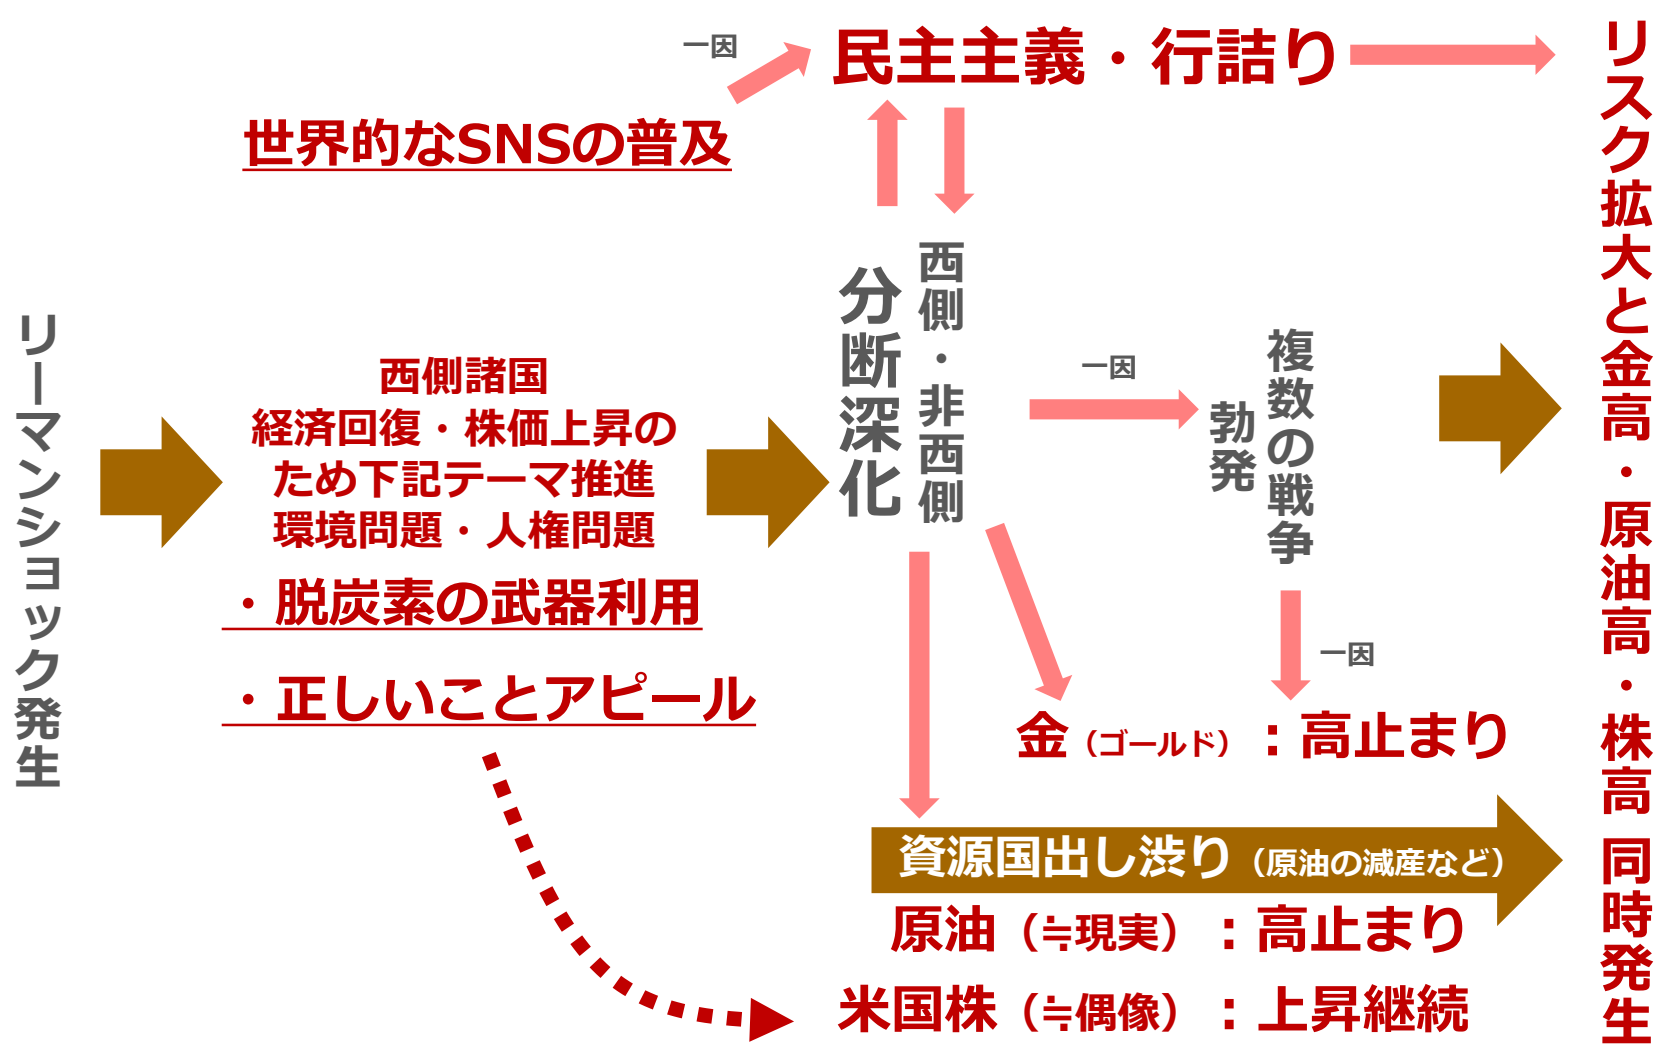 リーマンショック発生
一因
世界的なSNSの普及
民主主義・行詰り
西側諸国
経済回復・株価上昇の
ため下記テーマ推進
環境問題・人権問題
・脱炭素の武器利用
・正しいことアピール
西側・非西側
分断深化
一因
複数の戦争
勃発
一因
金（ゴールド）：高止まり
資源国出し渋り（原油の減産など）
原油（≒現実）：高止まり
米国株（≒偶像）：上昇継続
リスク拡大と金高・原油高・株高 同時発生